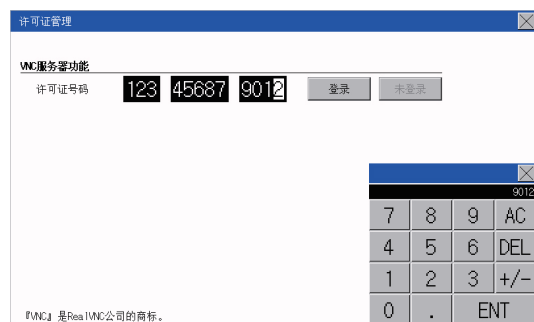 许可证管理
VNC服务器功能
许可证号码 123 45687 9012 登录 未登录
9012
7 8 9 AC
4 5 6 DEL
1 2 3 +/-
0 . ENT
『VNC』是RealVNC公司的商标。